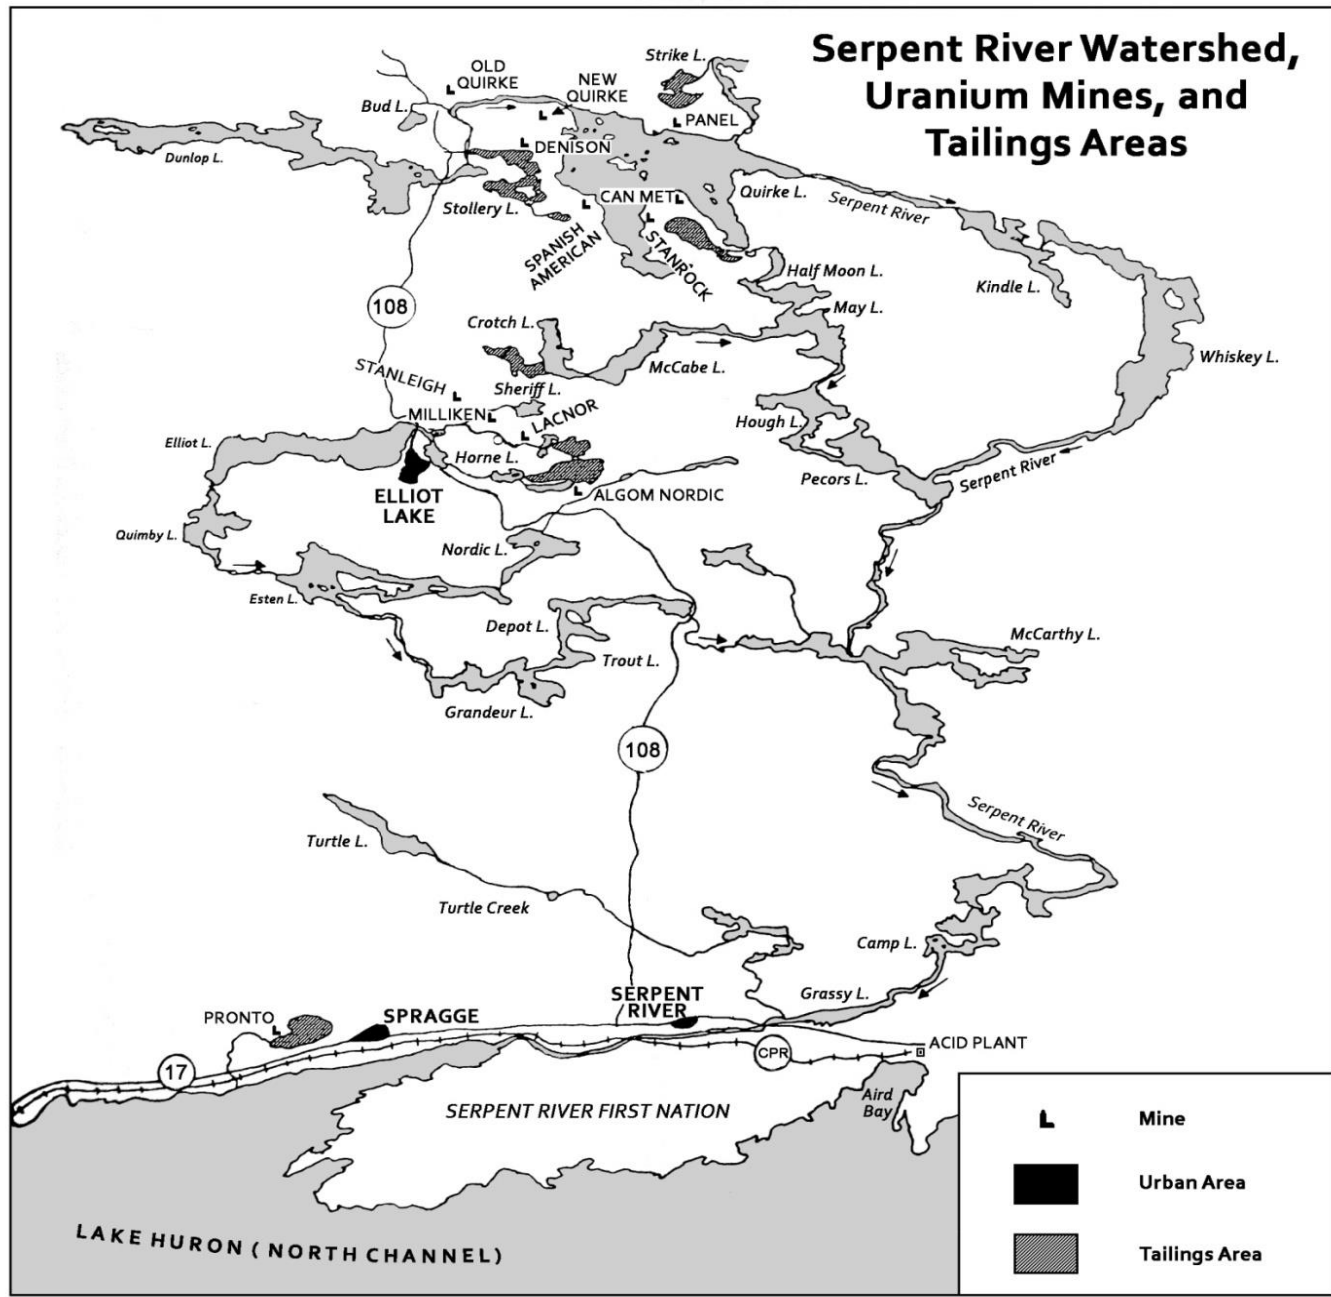 Serpent River Watershed,
Uranium Mines, and
Tailings Areas
Strike L.
OLD
QUIRKE
NEW
QUIRKE
Bud L.
PANEL
DENISON
Dunlop L.
Quirke L.
CAN MET
Serpent River
Stollery L.
SPANISH
AMERICAN
STANROCK
Half Moon L.
Kindle L.
108
May L.
Crotch L.
Whiskey L.
McCabe L.
STANLEIGH
Sheriff L.
MILLIKEN
LACNOR
Hough L.
Elliot L.
Horne L.
Serpent River
Pecors L.
ELLIOT
LAKE
ALGOM NORDIC
Quimby L.
Nordic L.
Esten L.
Depot L.
McCarthy L.
Trout L.
Grandeur L.
108
Serpent River
Turtle L.
Turtle Creek
Camp L.
Grassy L.
SERPENT
RIVER
PRONTO
SPRAGGE
ACID PLANT
CPR
17
Aird
Bay
SERPENT RIVER FIRST NATION
Mine
Urban Area
Tailings Area
LAKE HURON ( NORTH CHANNEL)